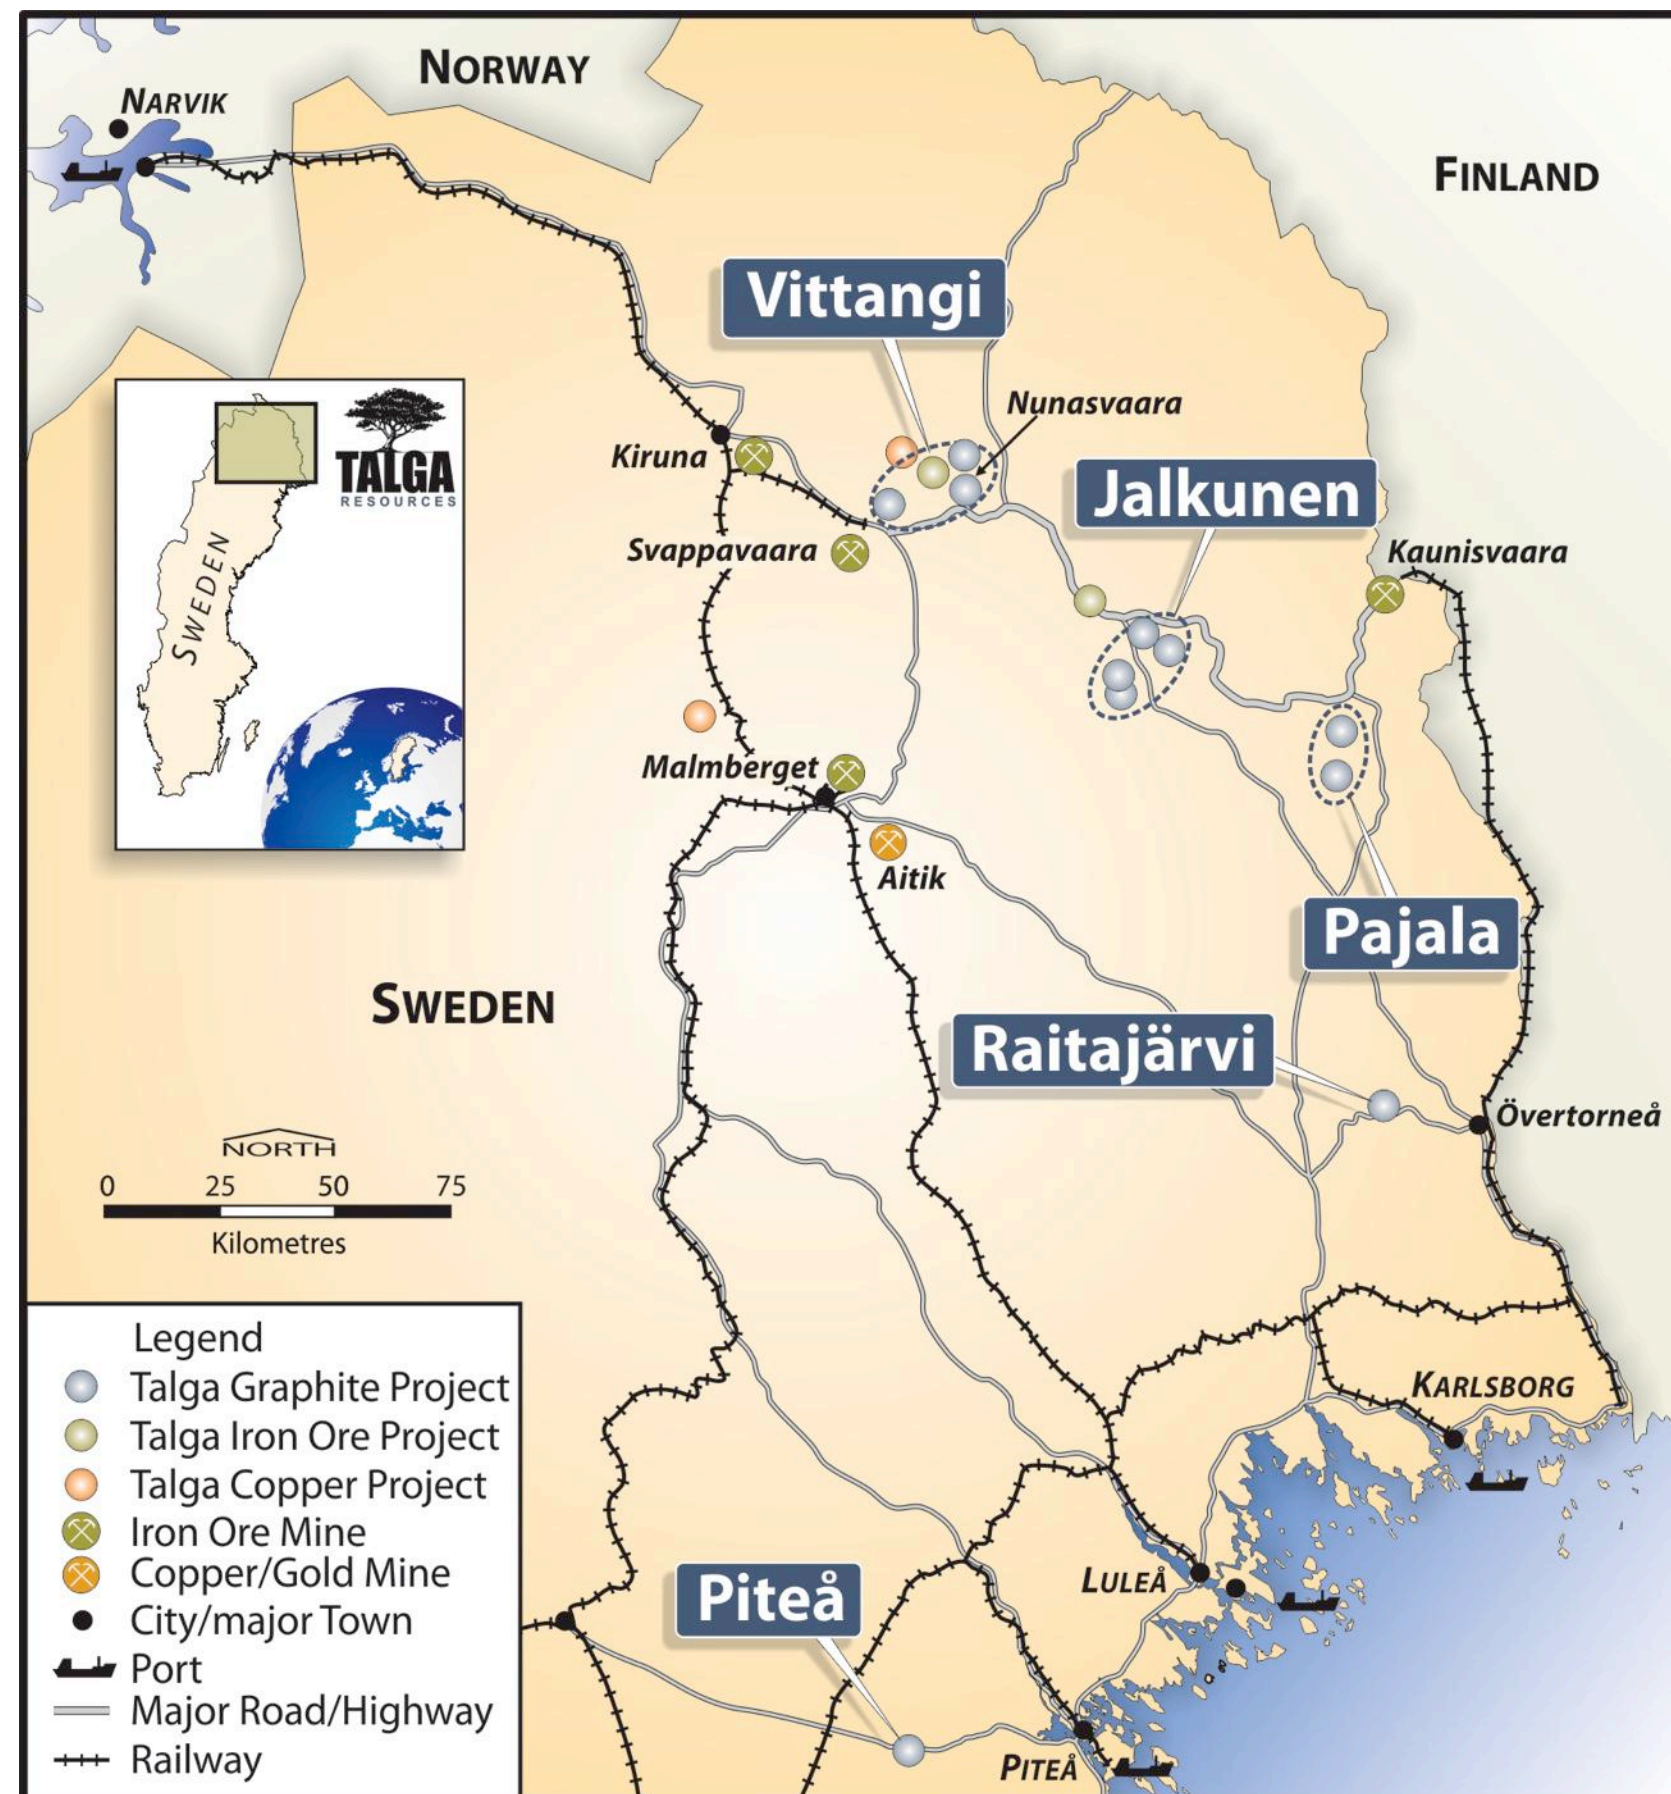 NORWAY
NARVIK
FINLAND
Vittangi
Nunasvaara
Kiruna
Jalkunen
TALGA
RESOURCES
Svappavaara
Kaunisvaara
SWEDEN
Malmberget
Aitik
Pajala
SWEDEN
Raitajärvi
Övertorneå
NORTH
0 25 50 75
Kilometres
Legend
Talga Graphite Project
Talga Iron Ore Project
Talga Copper Project
Iron Ore Mine
Copper/Gold Mine
City/major Town
Port
Major Road/Highway
Railway
KARLSBORG
LULEÅ
Piteå
PITEÅ